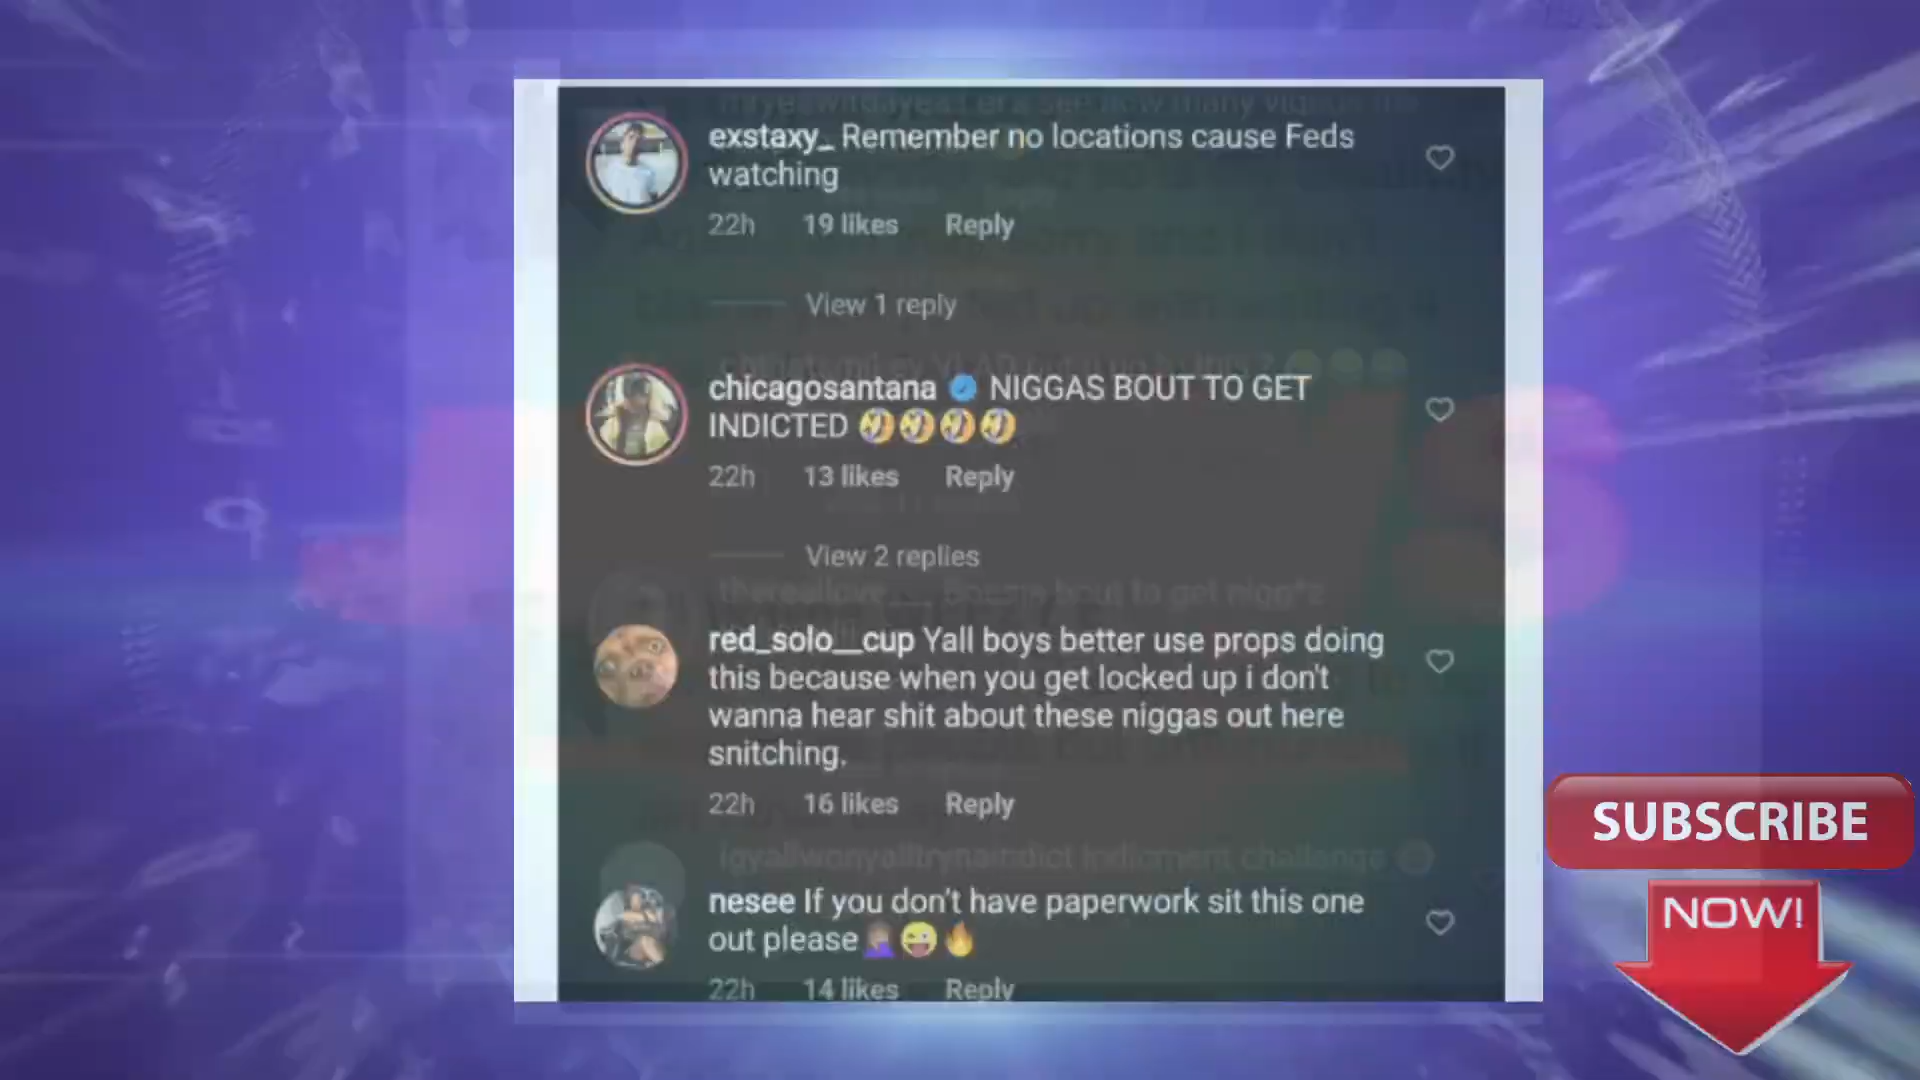 exstaxy_ Remember no locations cause Feds
watching
22h 19 likes Reply
View 1 reply
chicagosantana NIGGAS BOUT TO GET
INDICTED 🤣🤣🤣🤣
22h 13 likes Reply
View 2 replies
red_solo__cup Yall boys better use props doing
this because when you get locked up i don't
wanna hear shit about these niggas out here
snitching.
22h 16 likes Reply
nesee If you don't have paperwork sit this one
out please🤦🏽‍♀️😜🔥
22h 14 likes Reply
SUBSCRIBE
NOW!